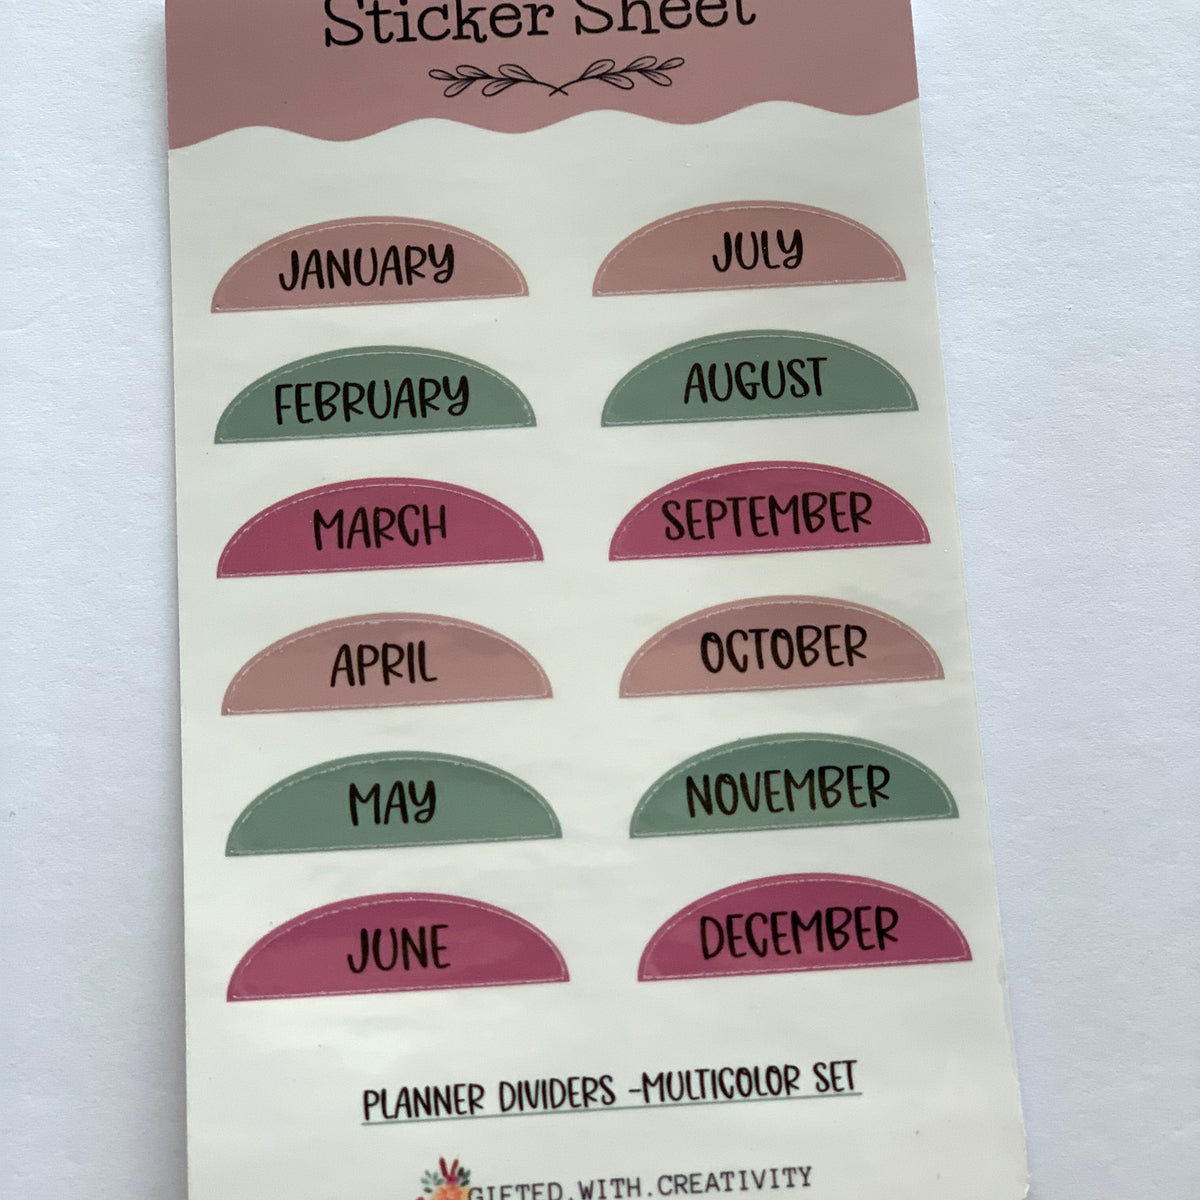 Sticker Sheet
JANUARY
FEBRUARY
MARCH
APRIL
MAY
JUNE
JULY
AUGUST
SEPTEMBER
OCTOBER
NOVEMBER
DECEMBER
PLANNER DIVIDERS -MULTICOLOR SET
GIFTED.WITH.CREATIVITY